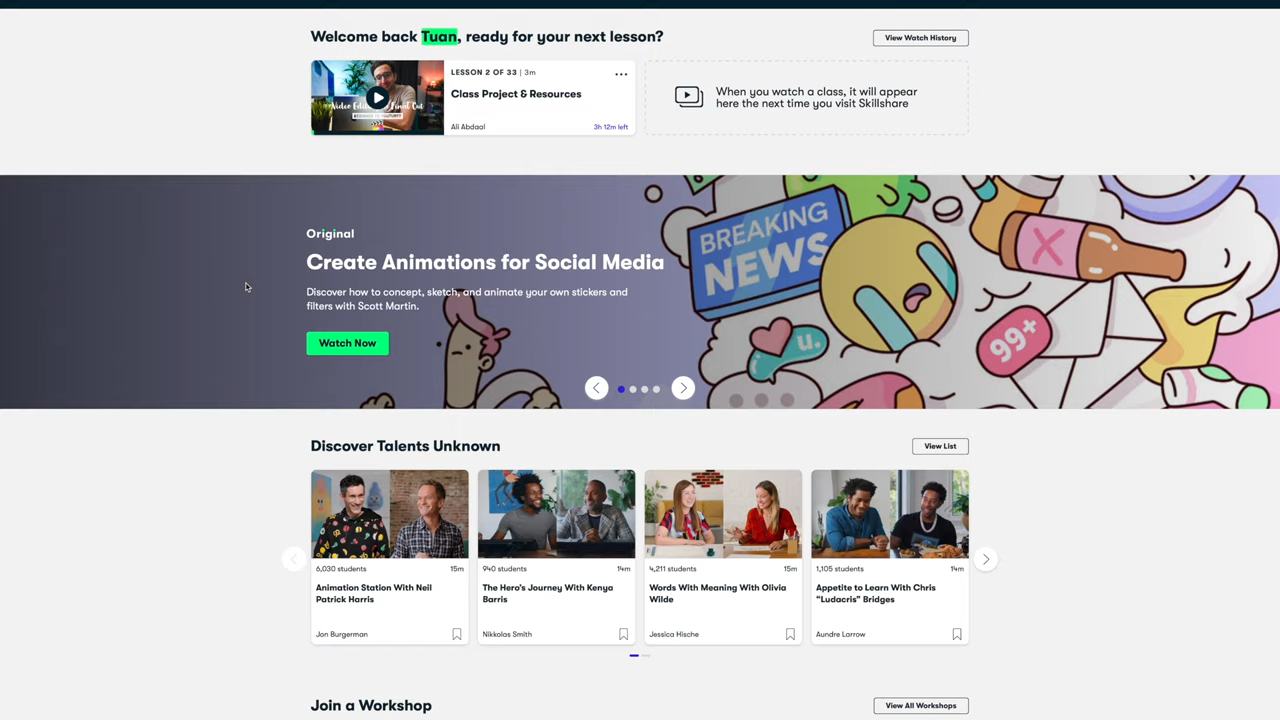 Welcome back Tuan, ready for your next lesson?
View Watch History
LESSON 2 OF 33 | 3m
Class Project & Resources
Ali Abdaal
3h 12m left
When you watch a class, it will appear
here the next time you visit Skillshare
Original
Create Animations for Social Media
Discover how to concept, sketch, and animate your own stickers and
filters with Scott Martin.
Watch Now
BREAKING
NEWS
u.
99+
Discover Talents Unknown
View List
6,030 students 15m
Animation Station With Neil
Patrick Harris
Jon Burgerman
940 students 14m
The Hero's Journey With Kenya
Barris
Nikkolas Smith
4,211 students 15m
Words With Meaning With Olivia
Wilde
Jessica Hische
1,105 students 14m
Appetite to Learn With Chris
“Ludacris” Bridges
Aundre Larrow
Join a Workshop
View All Workshops